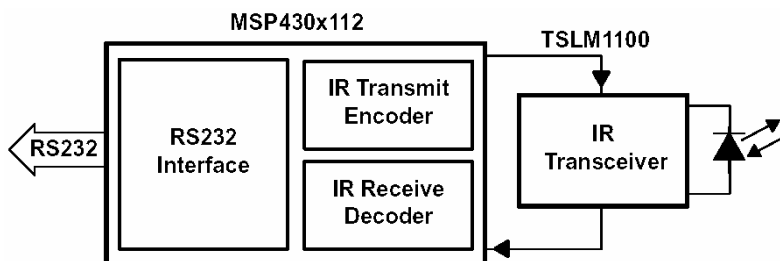 MSP430x112
TSLM1100
RS232
RS232
Interface
IR Transmit
Encoder
IR Receive
Decoder
IR
Transceiver